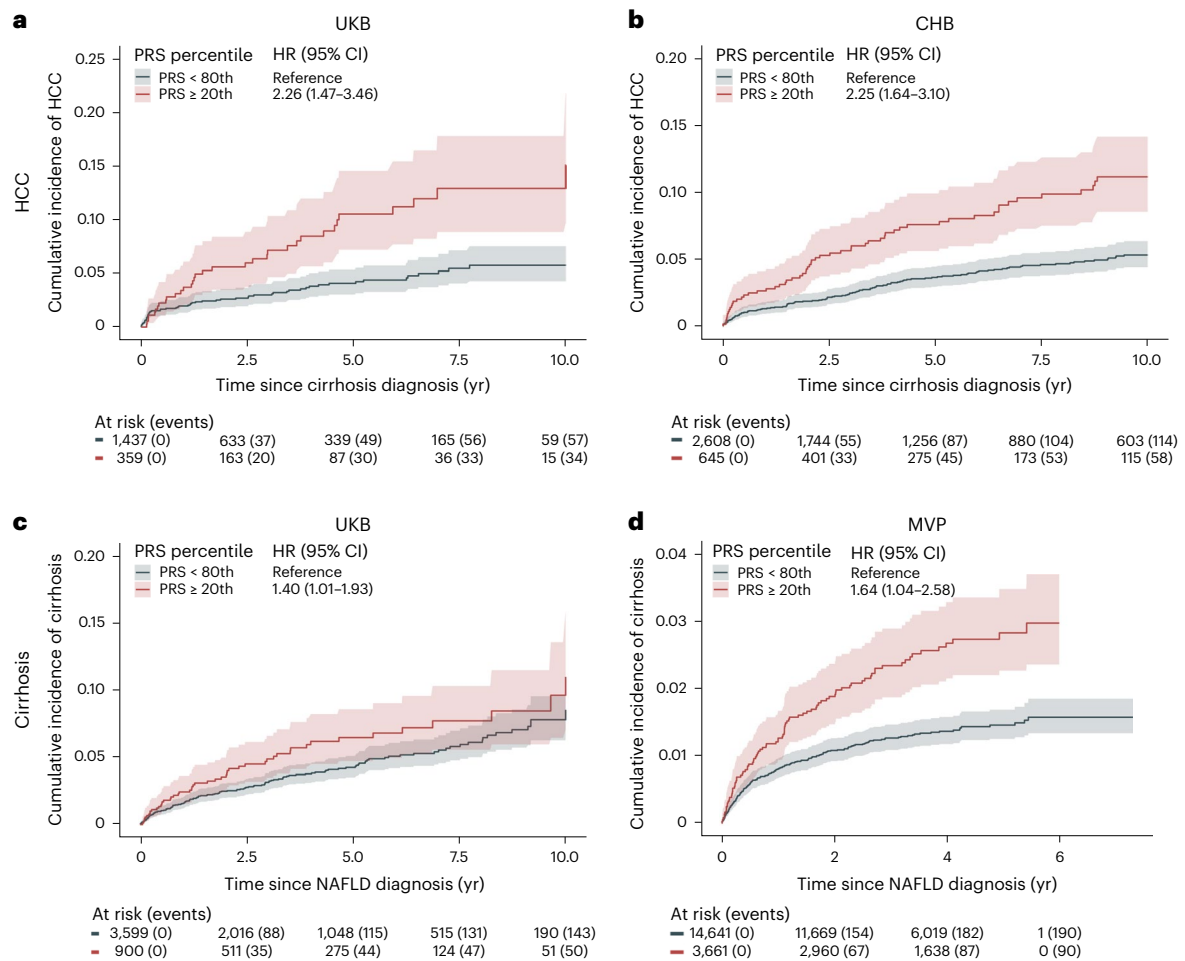 a
UKB
HCC
Cumulative incidence of HCC
0.25
0.20
0.15
0.10
0.05
0
PRS percentile HR (95% CI)
PRS < 80th Reference
PRS ≥ 20th 2.26 (1.47–3.46)
0 2.5 5.0 7.5 10.0
Time since cirrhosis diagnosis (yr)
At risk (events)
1,437 (0) 633 (37) 339 (49) 165 (56) 59 (57)
359 (0) 163 (20) 87 (30) 36 (33) 15 (34)
b
CHB
Cumulative incidence of HCC
0.20
0.15
0.10
0.05
0
PRS percentile HR (95% CI)
PRS < 80th Reference
PRS ≥ 20th 2.25 (1.64–3.10)
0 2.5 5.0 7.5 10.0
Time since cirrhosis diagnosis (yr)
At risk (events)
2,608 (0) 1,744 (55) 1,256 (87) 880 (104) 603 (114)
645 (0) 401 (33) 275 (45) 173 (53) 115 (58)
c
UKB
Cirrhosis
Cumulative incidence of cirrhosis
0.20
0.15
0.10
0.05
0
PRS percentile HR (95% CI)
PRS < 80th Reference
PRS ≥ 20th 1.40 (1.01–1.93)
0 2.5 5.0 7.5 10.0
Time since NAFLD diagnosis (yr)
At risk (events)
3,599 (0) 2,016 (88) 1,048 (115) 515 (131) 190 (143)
900 (0) 511 (35) 275 (44) 124 (47) 51 (50)
d
MVP
Cumulative incidence of cirrhosis
0.04
0.03
0.02
0.01
0
PRS percentile HR (95% CI)
PRS < 80th Reference
PRS ≥ 20th 1.64 (1.04–2.58)
0 2 4 6
Time since NAFLD diagnosis (yr)
At risk (events)
14,641 (0) 11,669 (154) 6,019 (182) 1 (190)
3,661 (0) 2,960 (67) 1,638 (87) 0 (90)